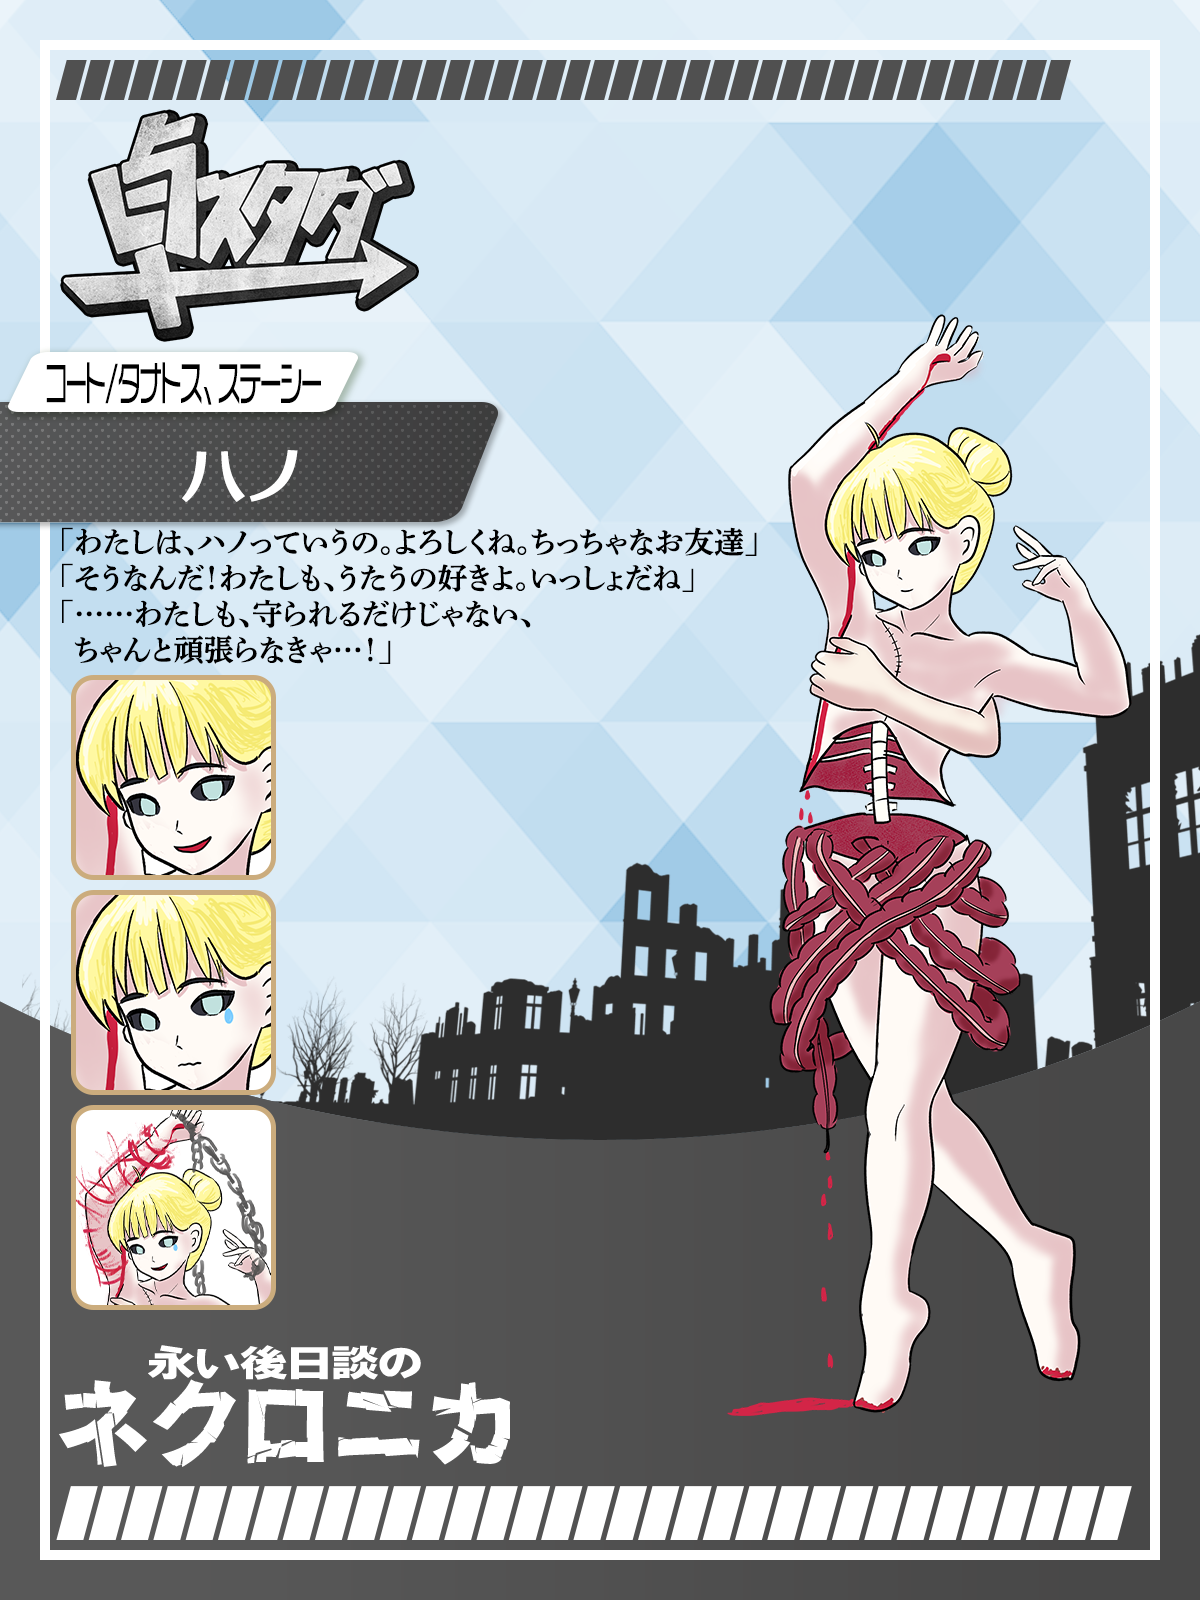 卓スタダ
コート/タナトス、ステーシー
ハノ
「わたしは、ハノっていうの。よろしくね。ちっちゃなお友達」
「そうなんだ！わたしも、うたうの好きよ。いっしょだね」
「……わたしも、守られるだけじゃない、
ちゃんと頑張らなきゃ…！」
永い後日談の
ネクロニカ